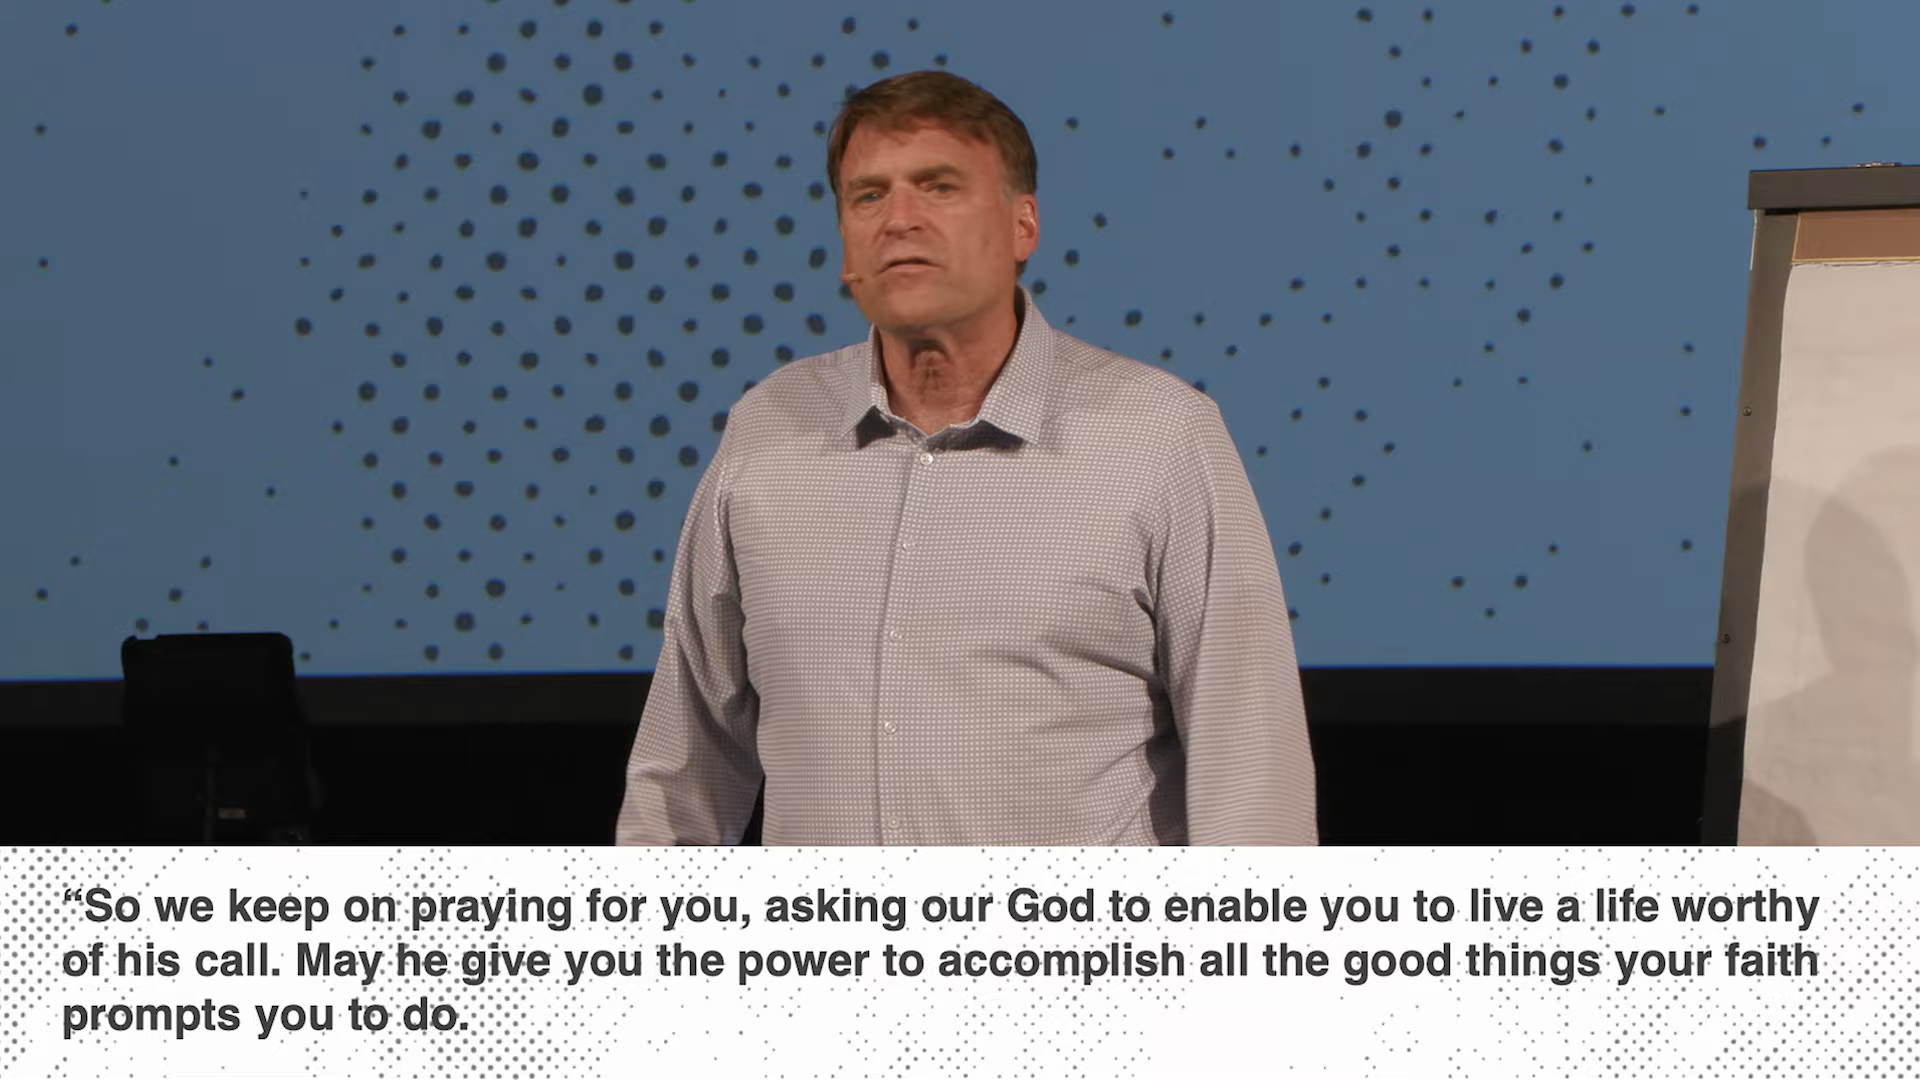 “So we keep on praying for you, asking our God to enable you to live a life worthy
of his call. May he give you the power to accomplish all the good things your faith
prompts you to do.